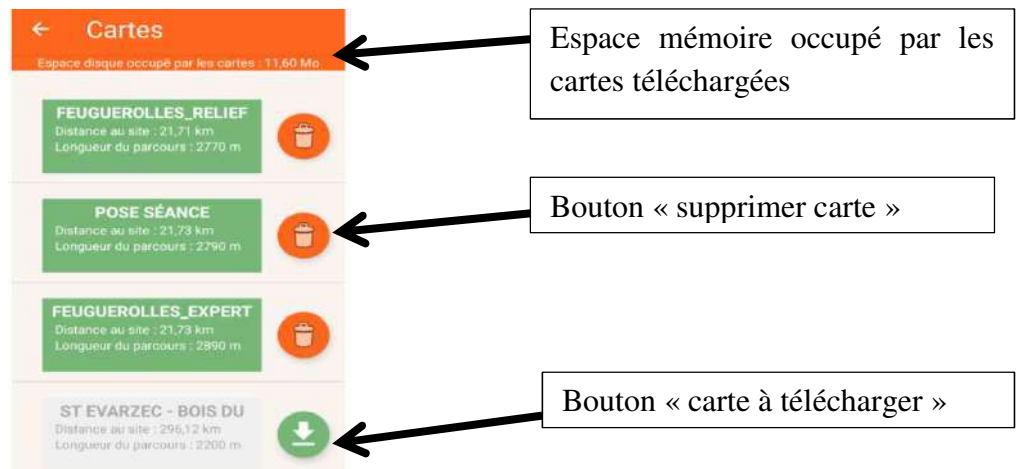 Cartes
Espace disque occupé par les cartes : 11,60 Mo
Espace mémoire occupé par les
cartes téléchargées
FEUGUEROLLES_RELIEF
Distance au site : 21,71 km
Longueur du parcours : 2770 m
POSE SÉANCE
Distance au site : 21,73 km
Longueur du parcours : 2790 m
Bouton « supprimer carte »
FEUGUEROLLES_EXPERT
Distance au site : 21,73 km
Longueur du parcours : 2890 m
ST EVARZEC - BOIS DU
Distance au site : 296,12 km
Longueur du parcours : 2200 m
Bouton « carte à télécharger »